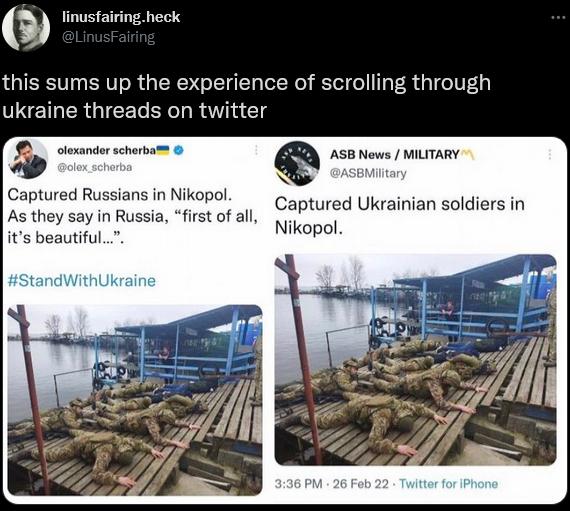 linusfairing.heck
@LinusFairing
this sums up the experience of scrolling through
ukraine threads on twitter
olexander scherba
@olex_scherba
Captured Russians in Nikopol.
As they say in Russia, “first of all,
it’s beautiful...”.
#StandWithUkraine
ASB NEWS
ASB News / MILITARY
@ASBMilitary
Captured Ukrainian soldiers in
Nikopol.
3:36 PM · 26 Feb 22 · Twitter for iPhone